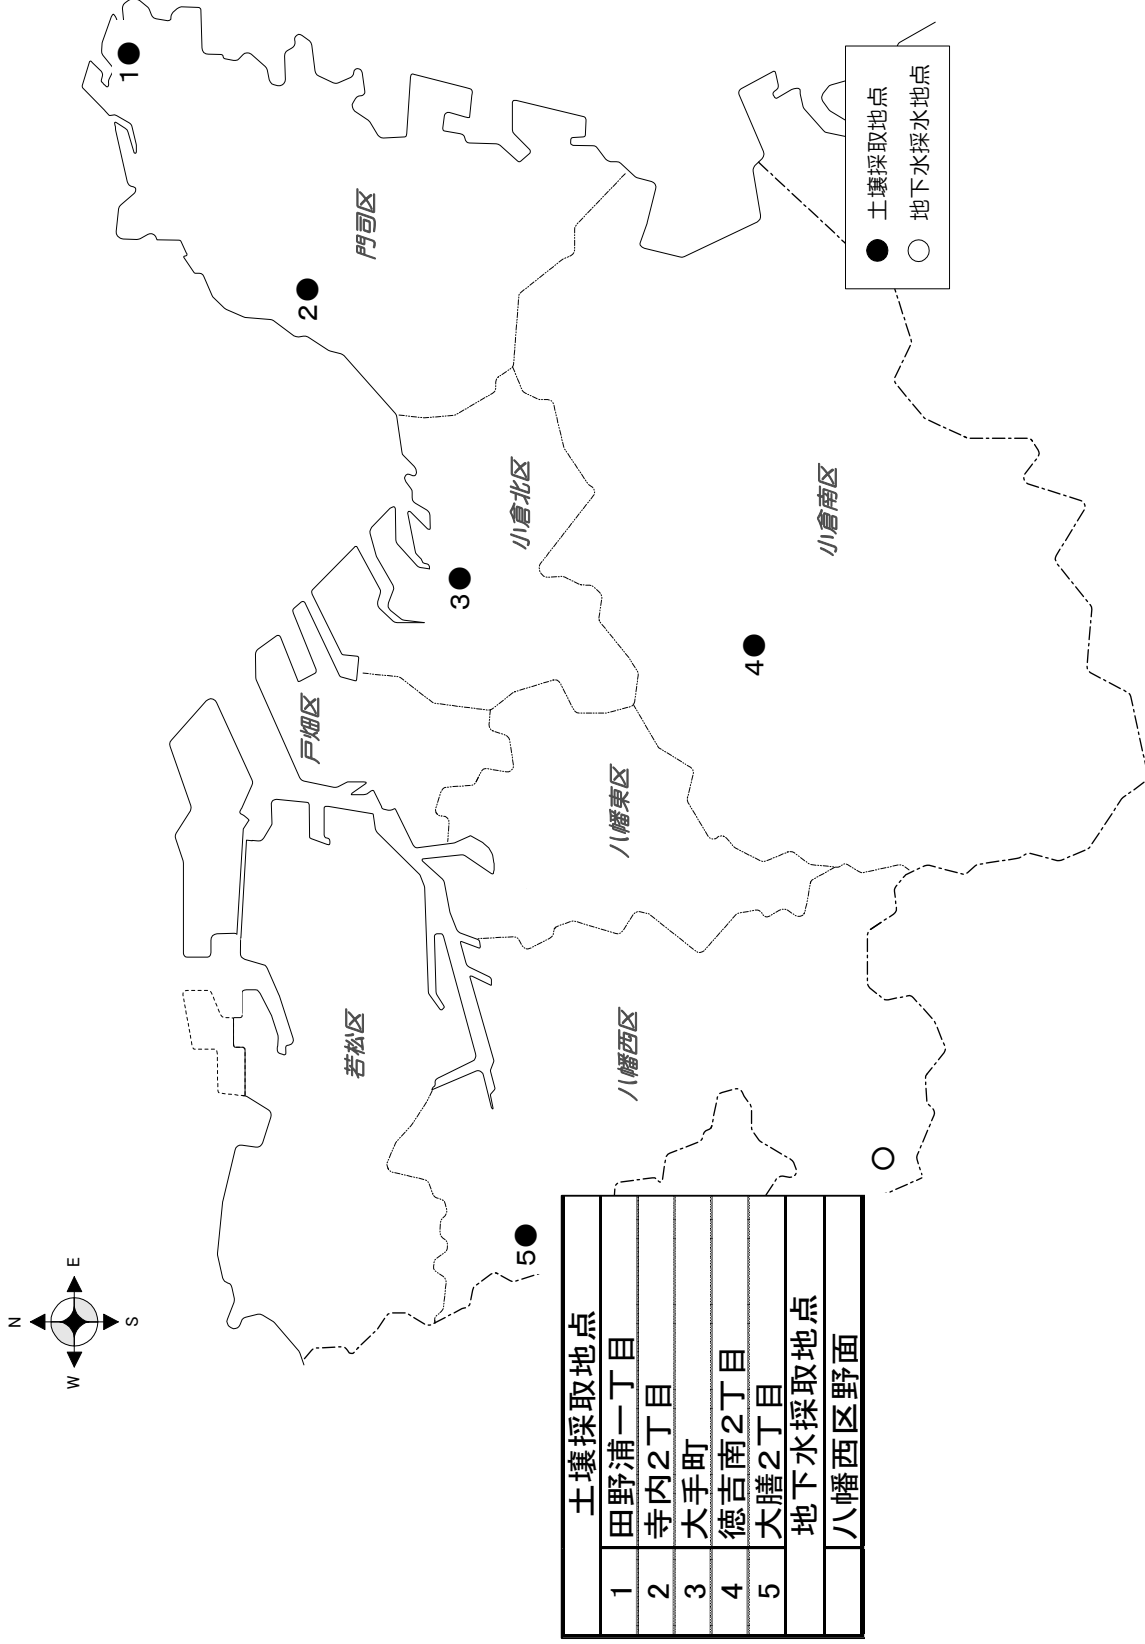 N
W
E
S
1
2
3
4
5
門司区
小倉北区
小倉南区
戸畑区
八幡東区
若松区
八幡西区
土壌採取地点
地下水採水地点
土壌採取地点
1 田野浦一丁目
2 寺内2丁目
3 大手町
4 徳吉南2丁目
5 大膳2丁目
地下水採取地点
八幡西区野面